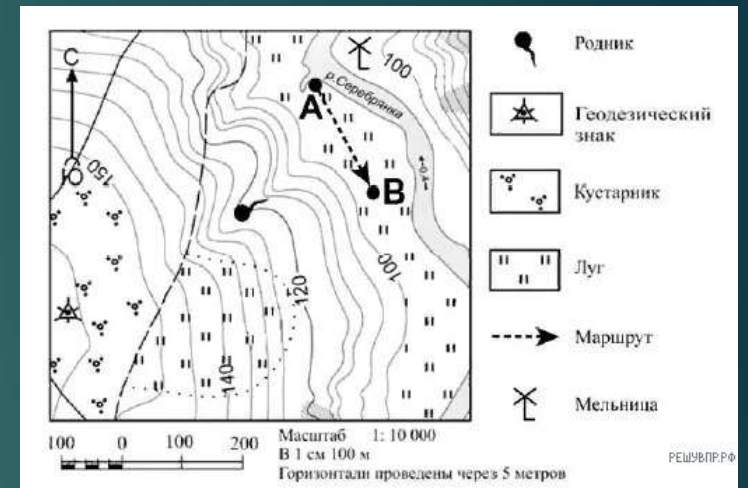 С
Ю
150
100
р.Серебрянка
А
В
0,4
100
120
140
Родник
Геодезический
знак
Кустарник
Луг
Маршрут
Мельница
100 0 100 200
Масштаб 1: 10 000
В 1 см 100 м
Горизонтали проведены через 5 метров
РЕШУВПР.РФ